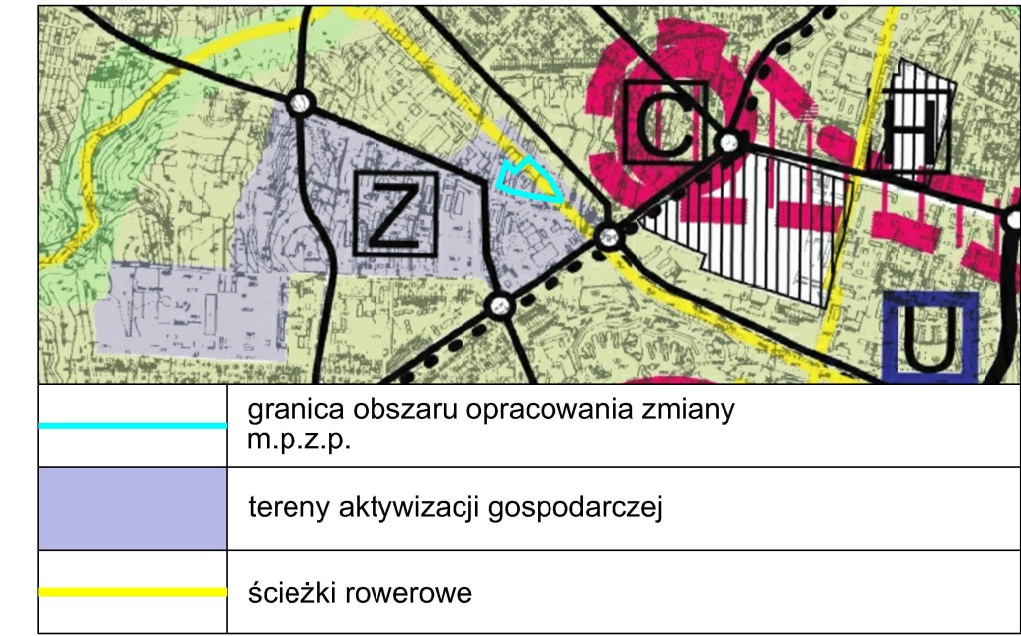 C
H
Z
U
granica obszaru opracowania zmiany
m.p.z.p.
tereny aktywizacji gospodarczej
ścieżki rowerowe